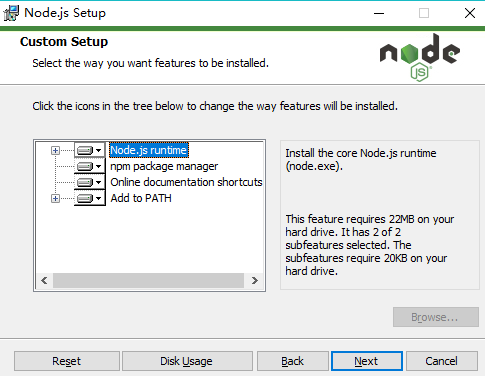 Node.js Setup
Custom Setup
Select the way you want features to be installed.
node
JS
Click the icons in the tree below to change the way features will be installed.
Node.js runtime
npm package manager
Online documentation shortcuts
Add to PATH
Install the core Node.js runtime
(node.exe).
This feature requires 22MB on your
hard drive. It has 2 of 2
subfeatures selected. The
subfeatures require 20KB on your
hard drive.
Browse...
Reset
Disk Usage
Back
Next
Cancel